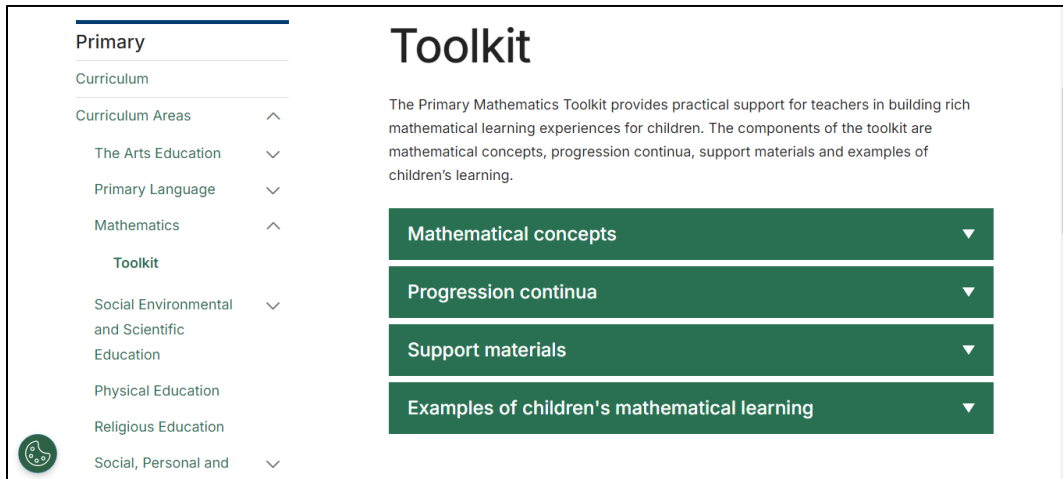 Primary
Curriculum
Curriculum Areas
The Arts Education
Primary Language
Mathematics
Toolkit
Social Environmental
and Scientific
Education
Physical Education
Religious Education
Social, Personal and
Toolkit
The Primary Mathematics Toolkit provides practical support for teachers in building rich
mathematical learning experiences for children. The components of the toolkit are
mathematical concepts, progression continua, support materials and examples of
children’s learning.
Mathematical concepts
Progression continua
Support materials
Examples of children's mathematical learning